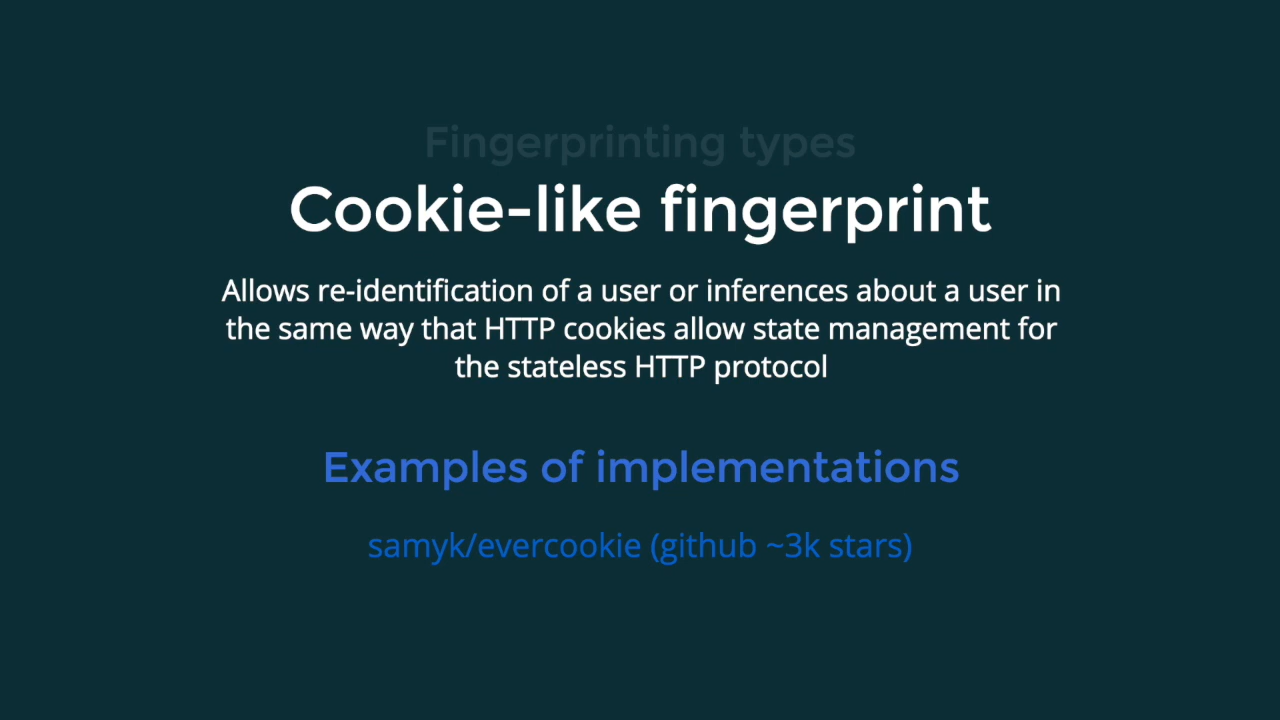 Fingerprinting types
Cookie-like fingerprint
Allows re-identification of a user or inferences about a user in
the same way that HTTP cookies allow state management for
the stateless HTTP protocol
Examples of implementations
samyk/evercookie (github ~3k stars)